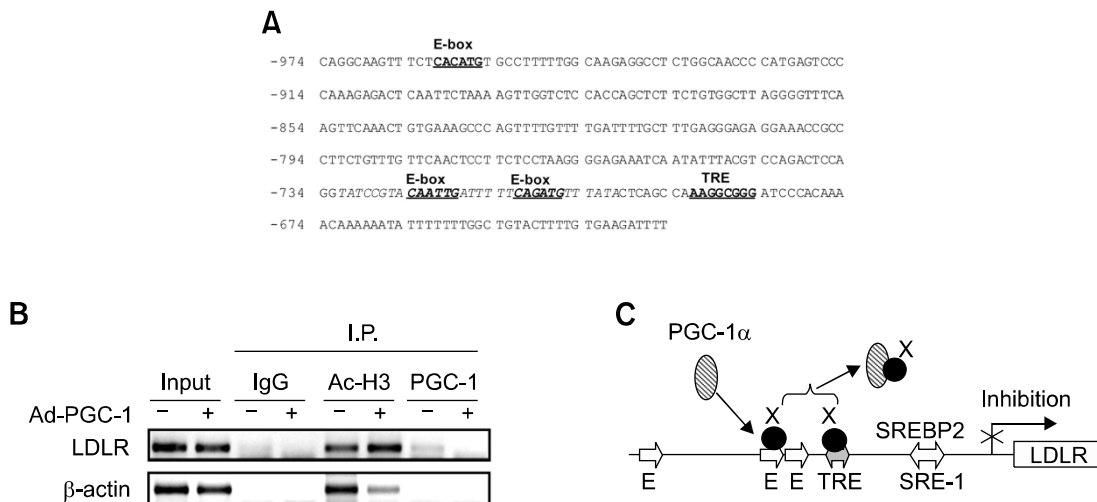 A
E-box
-974 CAGGCAAGTT TCTCACATGT GCCTTTTTGG CAAGAGGCCT CTGGCAACCC CATGAGTCCC
-914 CAAAGAGACT CAATTCTAAA AGTTGGTCTC CACCAGCTCT TCTGTGGCTT AGGGGTTTCA
-854 AGTTCAAACT GTGAAAGCCC AGTTTTGTTT TGATTTTGCT TTGAGGGAGA GGAAACCGCC
-794 CTTCTGTTTG TTCAACTCCT TCTCCTAAGG GGAGAAATCA ATATTTACGT CCAGACTCCA
E-box E-box TRE
-734 GGTATCCGTA CAATTGATTT TTCAGATGTT TATACTCAGCC AAAGGCGGG ATCCCACAAA
-674 ACAAAAAATA TTTTTTTGGC TGTACTTTTG TGAAGATTTT
B
I.P.
Input IgG Ac-H3 PGC-1
Ad-PGC-1 − + − + − + − +
LDLR
β-actin
C
PGC-1α
X
X X
Inhibition
SREBP2
E E E TRE SRE-1 LDLR